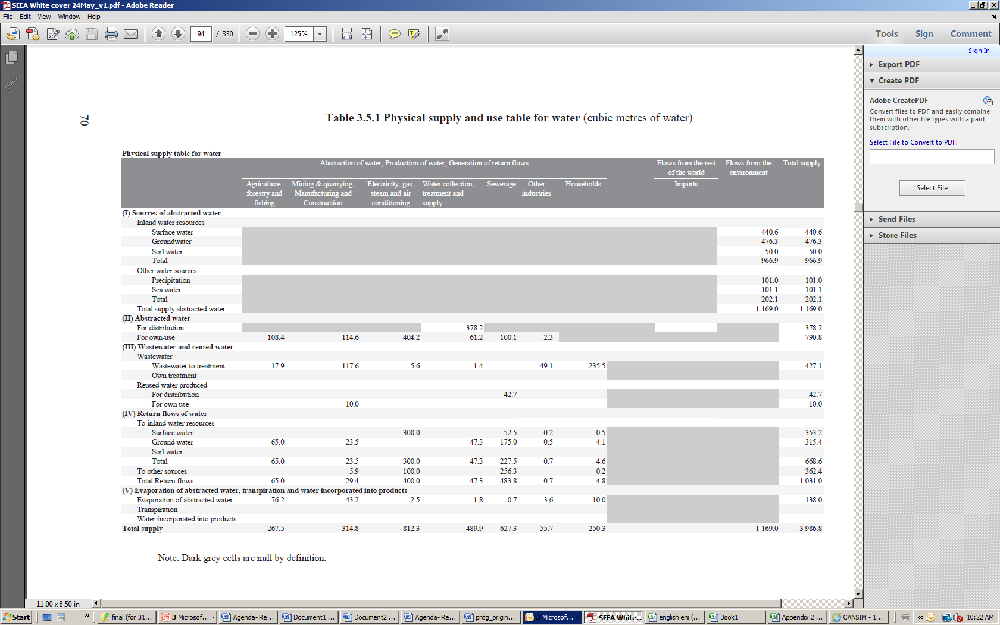 SEEA White cover 24May_v1.pdf - Adobe Reader
File Edit View Window Help
94 / 330 125% Tools Sign Comment
Sign In
Export PDF
Create PDF
Adobe CreatePDF
Convert files to PDF and easily combine
them with other file types with a paid
subscription.
Select File to Convert to PDF:
Select File
Send Files
Store Files
70
Table 3.5.1 Physical supply and use table for water (cubic metres of water)
Physical supply table for water
Abstraction of water; Production of water; Generation of return flows
Flows from the rest of the world
Flows from the environment
Total supply
Agriculture, forestry and fishing
Mining & quarrying, Manufacturing and Construction
Electricity, gas, steam and air conditioning
Water collection, treatment and supply
Sewerage
Other industries
Households
Imports
(I) Sources of abstracted water
Inland water resources
Surface water 440.6 440.6
Groundwater 476.3 476.3
Soil water 50.0 50.0
Total 966.9 966.9
Other water sources
Precipitation 101.0 101.0
Sea water 101.1 101.1
Total 202.1 202.1
Total supply abstracted water 1 169.0 1 169.0
(II) Abstracted water
For distribution 378.2 378.2
For own-use 108.4 114.6 404.2 61.2 100.1 2.3 790.8
(III) Wastewater and reused water
Wastewater
Wastewater to treatment 17.9 117.6 5.6 1.4 49.1 235.5 427.1
Own treatment
Reused water produced
For distribution 42.7 42.7
For own use 10.0 10.0
(IV) Return flows of water
To inland water resources
Surface water 300.0 52.5 0.2 0.5 353.2
Ground water 65.0 23.5 47.3 175.0 0.5 4.1 315.4
Soil water
Total 65.0 23.5 300.0 47.3 227.5 0.7 4.6 668.6
To other sources 5.9 100.0 256.3 0.2 362.4
Total Return flows 65.0 29.4 400.0 47.3 483.8 0.7 4.8 1 031.0
(V) Evaporation of abstracted water, transpiration and water incorporated into products
Evaporation of abstracted water 76.2 43.2 2.5 1.8 0.7 3.6 10.0 138.0
Transpiration
Water incorporated into products
Total supply 267.5 314.8 812.3 489.9 627.3 55.7 250.3 1 169.0 3 986.8
Note: Dark grey cells are null by definition.
11.00 x 8.50 in
Start » final (for 31... 3 Microsof... Agenda- Re... Document1 ... Document2 ... Agenda- Re... prdg_origin... 3 Microsof... SEEA White... english eni (... Book1 Appendix 2 ... CANSIM - 1... « 10:22 AM